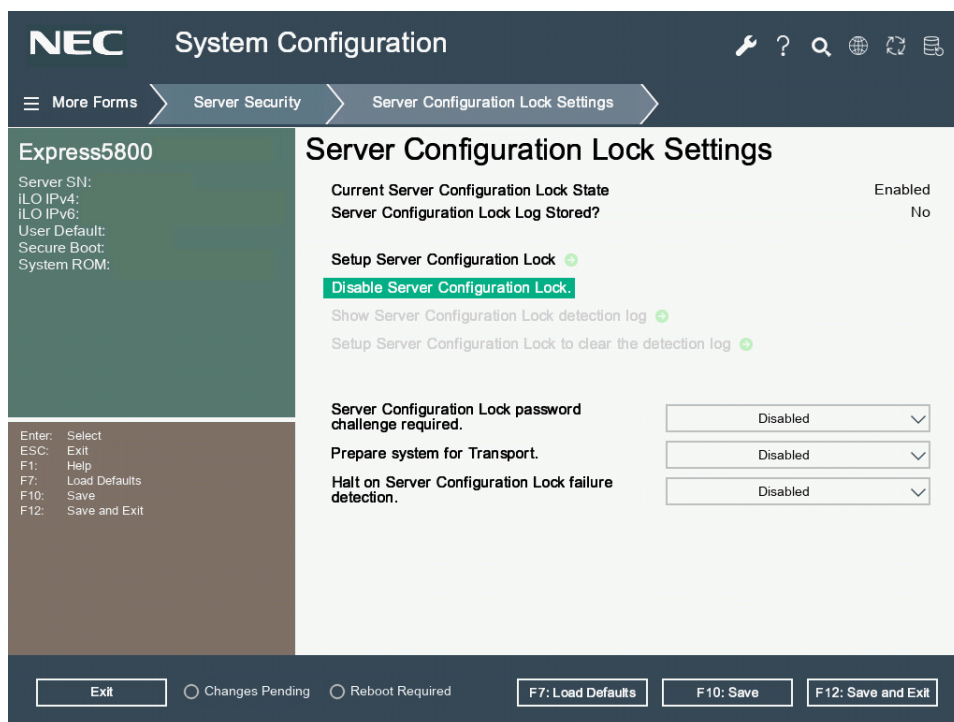 NEC System Configuration
More Forms Server Security Server Configuration Lock Settings
Express5800
Server SN:
iLO IPv4:
iLO IPv6:
User Default:
Secure Boot:
System ROM:
Enter: Select
ESC: Exit
F1: Help
F7: Load Defaults
F10: Save
F12: Save and Exit
Server Configuration Lock Settings
Current Server Configuration Lock State Enabled
Server Configuration Lock Log Stored? No
Setup Server Configuration Lock
Disable Server Configuration Lock.
Show Server Configuration Lock detection log
Setup Server Configuration Lock to clear the detection log
Server Configuration Lock password
challenge required. Disabled
Prepare system for Transport. Disabled
Halt on Server Configuration Lock failure
detection. Disabled
Exit Changes Pending Reboot Required F7: Load Defaults F10: Save F12: Save and Exit